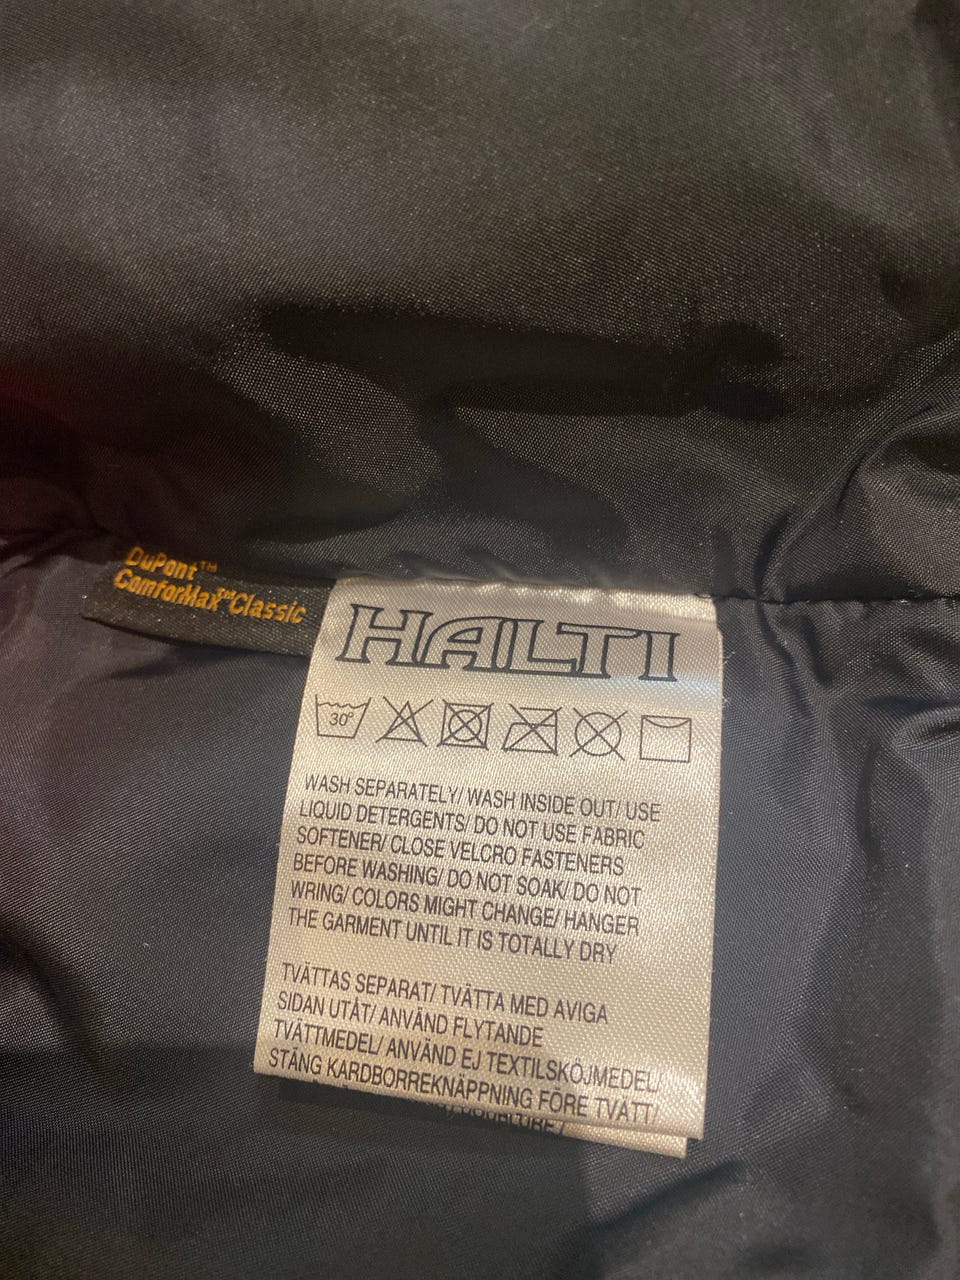 DuPont™
ComforMax™Classic
HALTI
30°
WASH SEPARATELY/ WASH INSIDE OUT/ USE
LIQUID DETERGENTS/ DO NOT USE FABRIC
SOFTENER/ CLOSE VELCRO FASTENERS
BEFORE WASHING/ DO NOT SOAK/ DO NOT
WRING/ COLORS MIGHT CHANGE/ HANGER
THE GARMENT UNTIL IT IS TOTALLY DRY
TVÄTTAS SEPARAT/ TVÄTTA MED AVIGA
SIDAN UTÅT/ ANVÄND FLYTANDE
TVÄTTMEDEL/ ANVÄND EJ TEXTILSKÖJMEDEL/
STÄNG KARDBORREKNÄPPNING FÖRE TVÄTT/